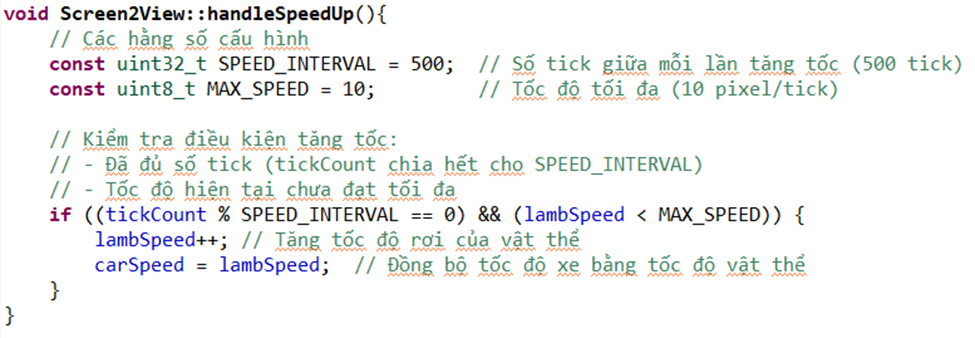 void Screen2View::handleSpeedUp(){
    // Các hằng số cấu hình
    const uint32_t SPEED_INTERVAL = 500;  // Số tick giữa mỗi lần tăng tốc (500 tick)
    const uint8_t MAX_SPEED = 10;         // Tốc độ tối đa (10 pixel/tick)
    // Kiểm tra điều kiện tăng tốc:
    // - Đã đủ số tick (tickCount chia hết cho SPEED_INTERVAL)
    // - Tốc độ hiện tại chưa đạt tối đa
    if ((tickCount % SPEED_INTERVAL == 0) && (lambSpeed < MAX_SPEED)) {
        lambSpeed++; // Tăng tốc độ rơi của vật thể
        carSpeed = lambSpeed;  // Đồng bộ tốc độ xe bằng tốc độ vật thể
    }
}